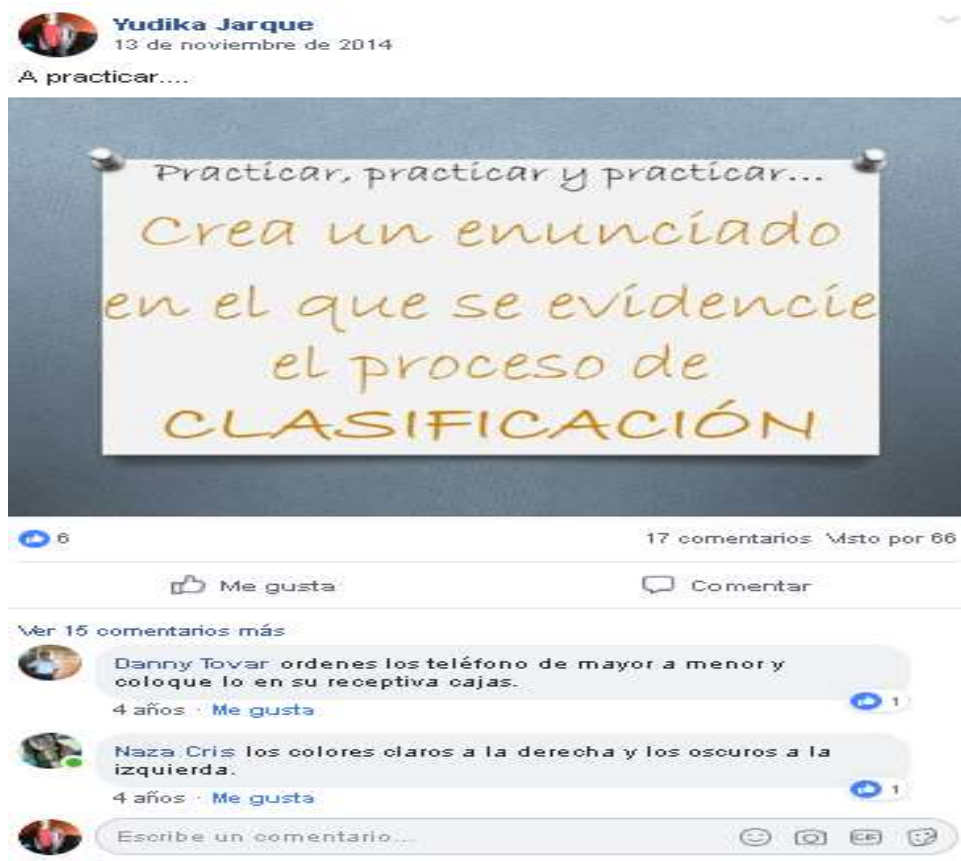 Yudika Jarque
13 de noviembre de 2014
A practicar....
Practicar, practicar y practicar...
Crea un enunciado
en el que se evidencie
el proceso de
CLASIFICACIÓN
6
17 comentarios Visto por 66
Me gusta
Comentar
Ver 15 comentarios más
Danny Tovar ordenes los teléfono de mayor a menor y
coloque lo en su receptiva cajas.
1
4 años · Me gusta
Naza Cris los colores claros a la derecha y los oscuros a la
izquierda.
1
4 años · Me gusta
Escribe un comentario...
GIF